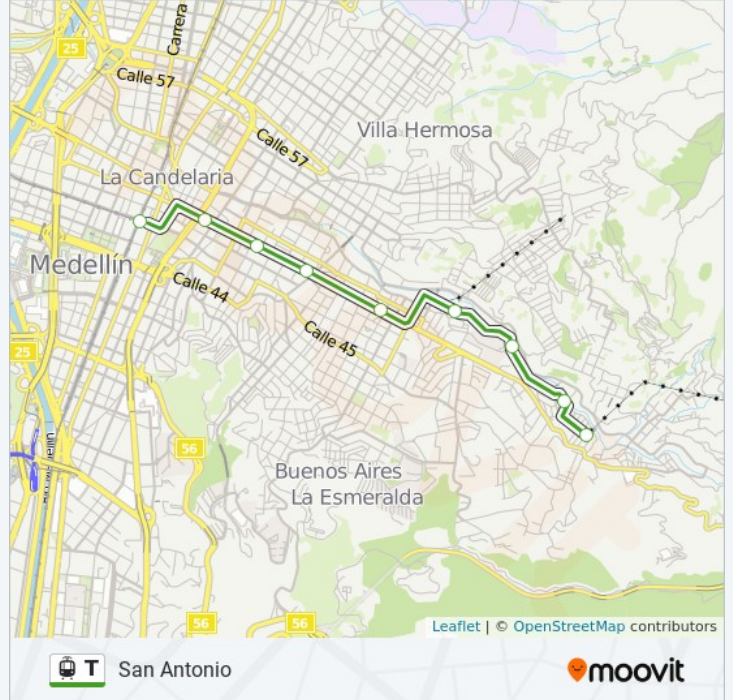 25
Carrera
Calle 57
Calle 57
Villa Hermosa
La Candelaria
Medellín
Calle 44
Calle 45
25
56
Buenos Aires
La Esmeralda
56
56
Leaflet | © OpenStreetMap contributors
T San Antonio
moovit